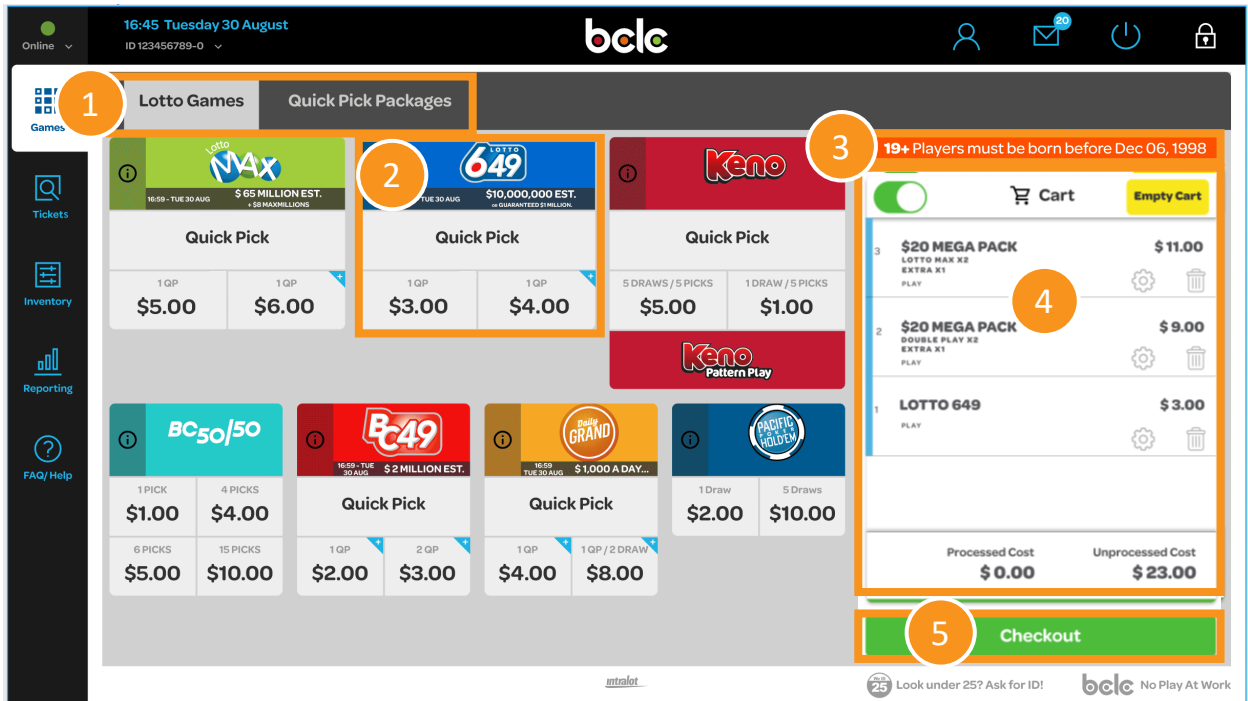 16:45 Tuesday 30 August
Online
ID 123456789-0
bclc
20
Games
Tickets
Inventory
Reporting
FAQ/Help
1
Lotto Games
Quick Pick Packages
Lotto
MAX
16:59 - TUE 30 AUG
$ 65 MILLION EST.
+ $8 MAXMILLIONS
Quick Pick
1 QP
$5.00
1 QP
+
$6.00
2
LOTTO
649
TUE 30 AUG
$10,000,000 EST.
or GUARANTEED $1 MILLION.
Quick Pick
1 QP
$3.00
1 QP
+
$4.00
Keno
Quick Pick
5 DRAWS / 5 PICKS
$5.00
1 DRAW / 5 PICKS
$1.00
Keno
Pattern Play
BC50/50
1 PICK
$1.00
4 PICKS
$4.00
6 PICKS
$5.00
15 PICKS
$10.00
BC49
16:59 - TUE
30 AUG
$ 2 MILLION EST.
Quick Pick
1 QP
+
$2.00
2 QP
+
$3.00
Daily
GRAND
16:59
TUE 30 AUG
$ 1,000 A DAY...
Quick Pick
1 QP
+
$4.00
1 QP / 2 DRAW
+
$8.00
PACIFIC
POKER
HOLD'EM
1 Draw
$2.00
5 Draws
$10.00
3
19+ Players must be born before Dec 06, 1998
Cart
Empty Cart
3
$20 MEGA PACK
$ 11.00
LOTTO MAX X2
EXTRA X1
PLAY
4
2
$20 MEGA PACK
$ 9.00
DOUBLE PLAY X2
EXTRA X1
PLAY
1
LOTTO 649
$ 3.00
PLAY
Processed Cost
$ 0.00
Unprocessed Cost
$ 23.00
5
Checkout
intralot
25
Look under 25? Ask for ID!
bclc No Play At Work